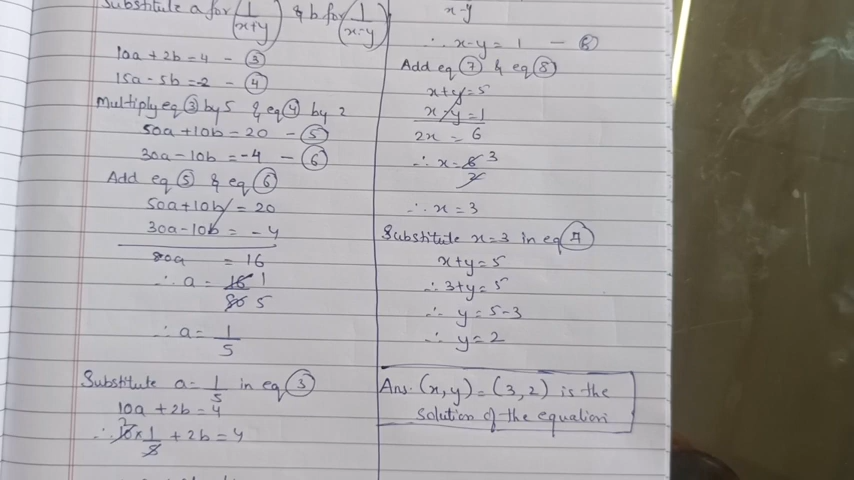 Substitute a for (1/(x+y)) & b for (1/(x-y))
10a + 2b = 4 - ③
15a - 5b = -2 - ④
Multiply eq ③ by 5 & eq ④ by 2
50a + 10b = 20 - ⑤
30a - 10b = -4 - ⑥
Add eq ⑤ & eq ⑥
50a + 10b = 20
30a - 10b = -4
80a = 16
∴ a = 16 1
80 5
∴ a = 1/5
Substitute a = 1/5 in eq ③
10a + 2b = 4
∴ 10 2 × 1/5 + 2b = 4
x-y
∴ x-y = 1 - ⑧
Add eq ⑦ & eq ⑧
x+y = 5
x-y = 1
2x = 6
∴ x = 6 3
2
∴ x = 3
Substitute x = 3 in eq ⑦
x+y = 5
∴ 3+y = 5
∴ y = 5-3
∴ y = 2
Ans. (x,y) = (3,2) is the
solution of the equation